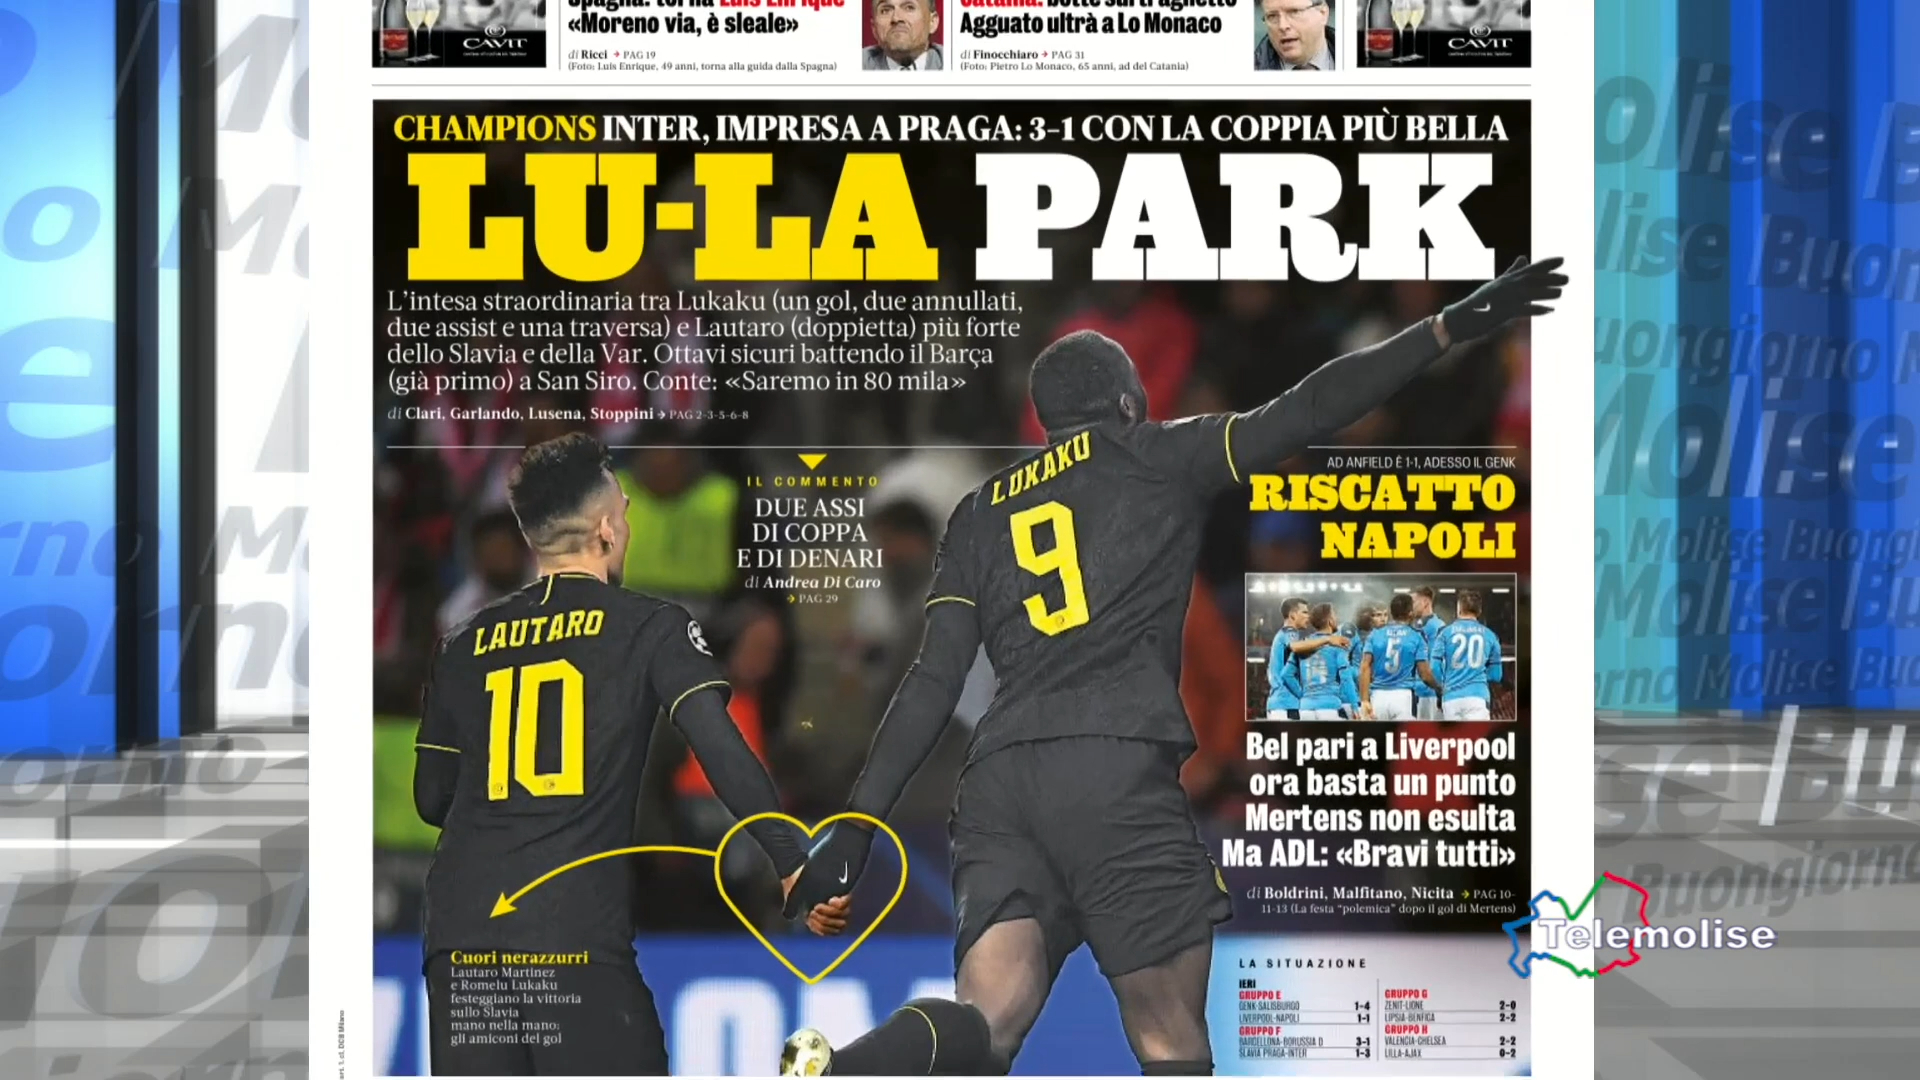 «Moreno via, è sleale»
di Ricci → PAG 19
(Foto: Luis Enrique, 49 anni, torna alla guida dalla Spagna)
Agguato ultrà a Lo Monaco
di Finocchiaro → PAG 31
(Foto: Pietro Lo Monaco, 65 anni, ad del Catania)
CAVIT
CAVIT
CHAMPIONS INTER, IMPRESA A PRAGA: 3-1 CON LA COPPIA PIÙ BELLA
LU-LA PARK
L'intesa straordinaria tra Lukaku (un gol, due annullati,
due assist e una traversa) e Lautaro (doppietta) più forte
dello Slavia e della Var. Ottavi sicuri battendo il Barça
(già primo) a San Siro. Conte: «Saremo in 80 mila»
di Clari, Garlando, Lusena, Stoppini → PAG 2-3-5-6-8
IL COMMENTO
DUE ASSI
DI COPPA
E DI DENARI
di Andrea Di Caro
→ PAG 29
LAUTARO
10
LUKAKU
9
AD ANFIELD È 1-1, ADESSO IL GENK
RISCATTO
NAPOLI
5
20
Bel pari a Liverpool
ora basta un punto
Mertens non esulta
Ma ADL: «Bravi tutti»
di Boldrini, Malfitano, Nicita → PAG 10-
11-13 (La festa "polemica" dopo il gol di Mertens)
Cuori nerazzurri
Lautaro Martinez
e Romelu Lukaku
festeggiano la vittoria
sullo Slavia
mano nella mano:
gli amiconi del gol
LA SITUAZIONE
IERI
GRUPPO E
GENK-SALISBURGO 1-4
LIVERPOOL-NAPOLI 1-1
GRUPPO F
BARCELLONA-BORUSSIA D 3-1
SLAVIA PRAGA-INTER 1-3
GRUPPO G
ZENIT-LIONE 2-0
LIPSIA-BENFICA 2-2
GRUPPO H
VALENCIA-CHELSEA 2-2
LILLA-AJAX 0-2
Telemolise
Buongiorno Molise